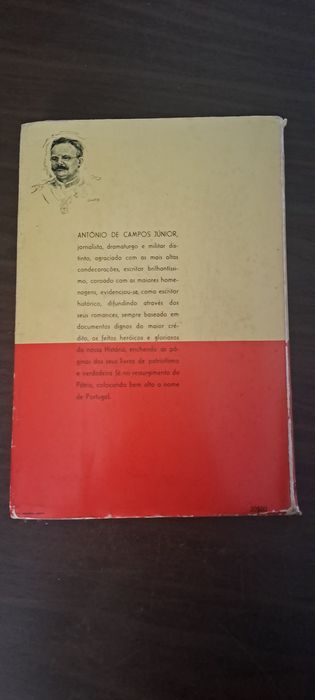 ANTÓNIO DE CAMPOS JÚNIOR,
jornalista, dramaturgo e militar dis-
tinto, agraciado com as mais altas
condecorações, escritor brilhantíssi-
mo, coroado com as maiores home-
nagens, evidenciou-se, como escritor
histórico, difundindo através dos
seus romances, sempre baseado em
documentos dignos do maior cré-
dito, os feitos heróicos e gloriosos
da nossa História, enchendo as pá-
ginas dos seus livros de patriotismo
e verdadeira fé no ressurgimento da
Pátria, colocando bem alto o nome
de Portugal.